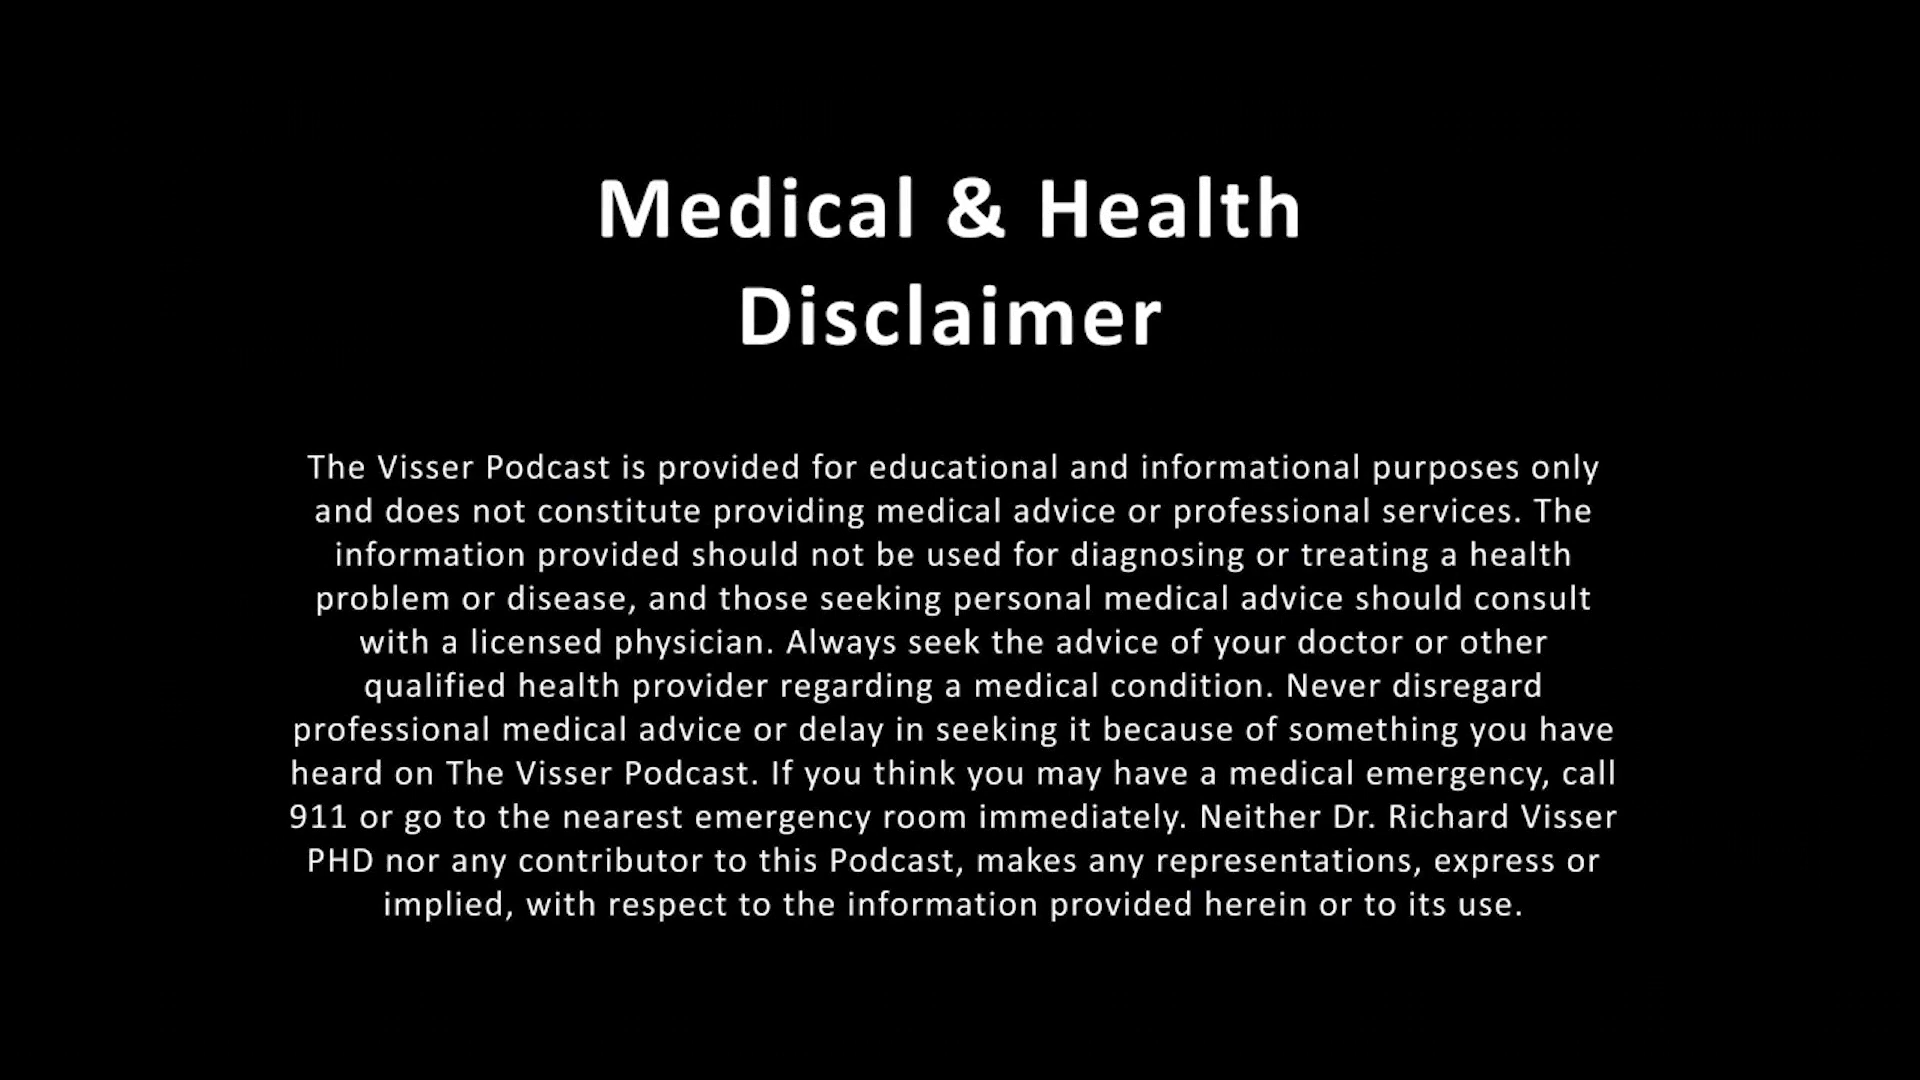 Medical & Health
Disclaimer
The Visser Podcast is provided for educational and informational purposes only
and does not constitute providing medical advice or professional services. The
information provided should not be used for diagnosing or treating a health
problem or disease, and those seeking personal medical advice should consult
with a licensed physician. Always seek the advice of your doctor or other
qualified health provider regarding a medical condition. Never disregard
professional medical advice or delay in seeking it because of something you have
heard on The Visser Podcast. If you think you may have a medical emergency, call
911 or go to the nearest emergency room immediately. Neither Dr. Richard Visser
PHD nor any contributor to this Podcast, makes any representations, express or
implied, with respect to the information provided herein or to its use.